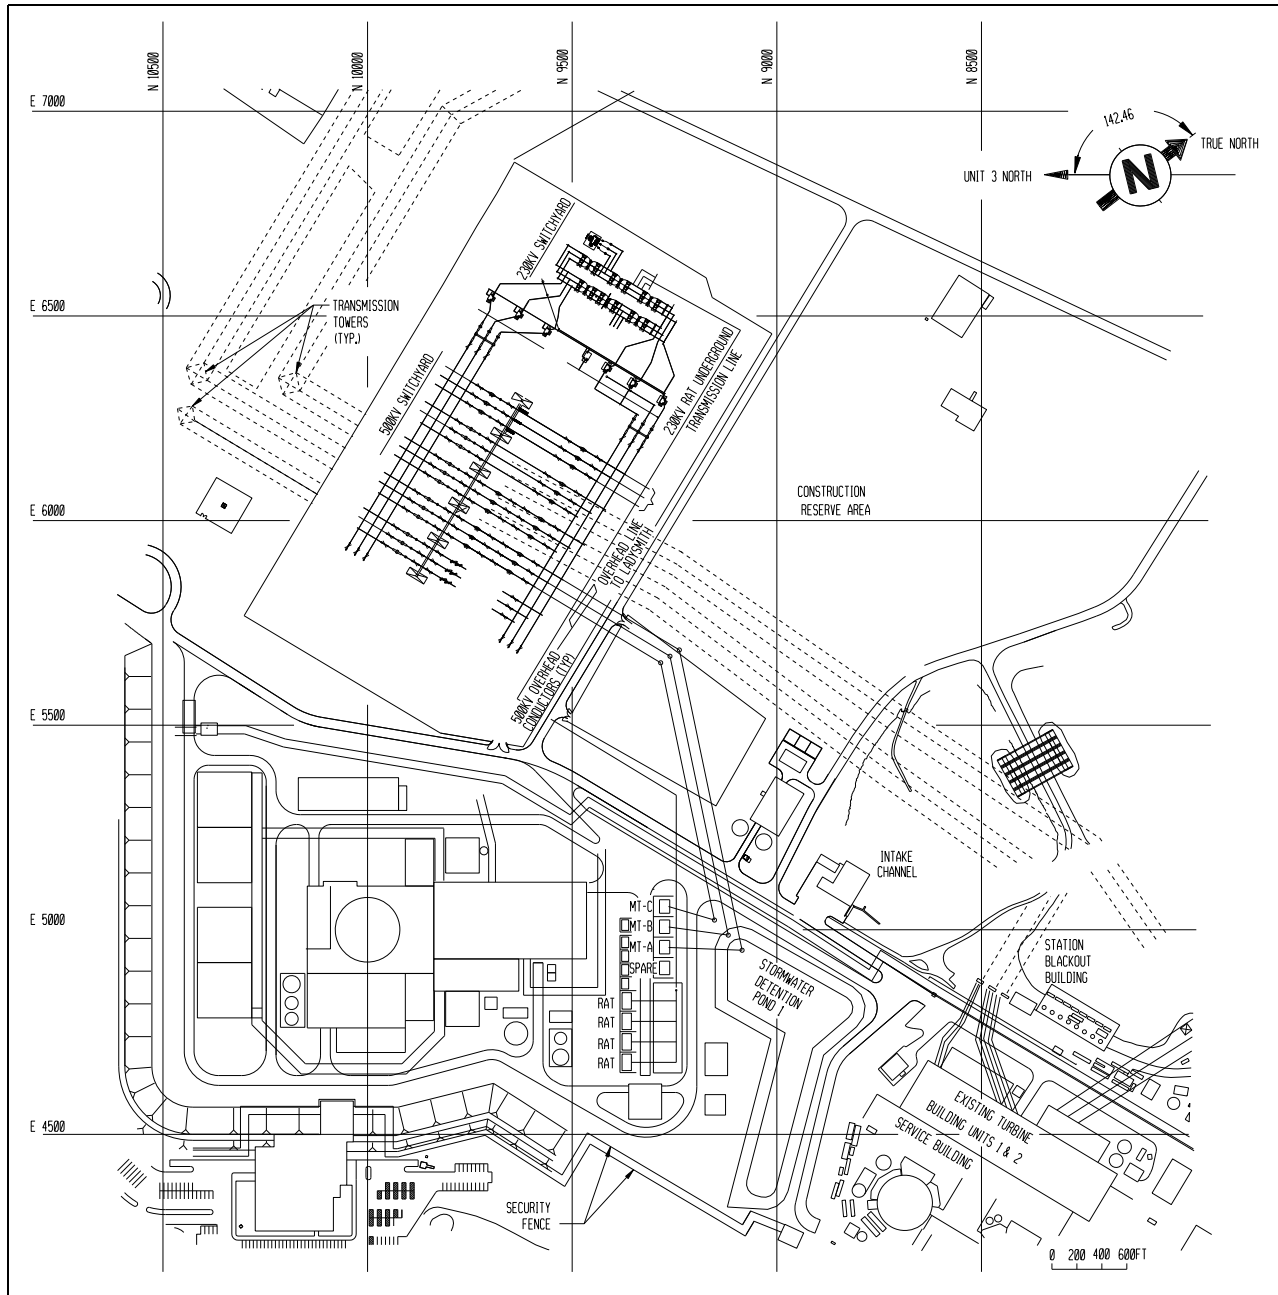 N 10500
N 10000
N 9500
N 9000
N 8500
E 7000
142.46
TRUE NORTH
UNIT 3 NORTH
N
230KV SWITCHYARD
E 6500
TRANSMISSION
TOWERS
(TYP.)
500KV SWITCHYARD
230KV RAT UNDERGROUND
TRANSMISSION LINE
CONSTRUCTION
RESERVE AREA
E 6000
OVERHEAD LINE
TO LADYSMITH
500KV OVERHEAD
CONDUCTORS (TYP)
E 5500
INTAKE
CHANNEL
E 5000
MT-C
MT-B
MT-A
SPARE
RAT
RAT
RAT
RAT
STORMWATER
DETENTION
POND 1
STATION
BLACKOUT
BUILDING
E 4500
EXISTING TURBINE
BUILDING UNITS 1 & 2
SERVICE BUILDING
SECURITY
FENCE
0 200 400 600FT